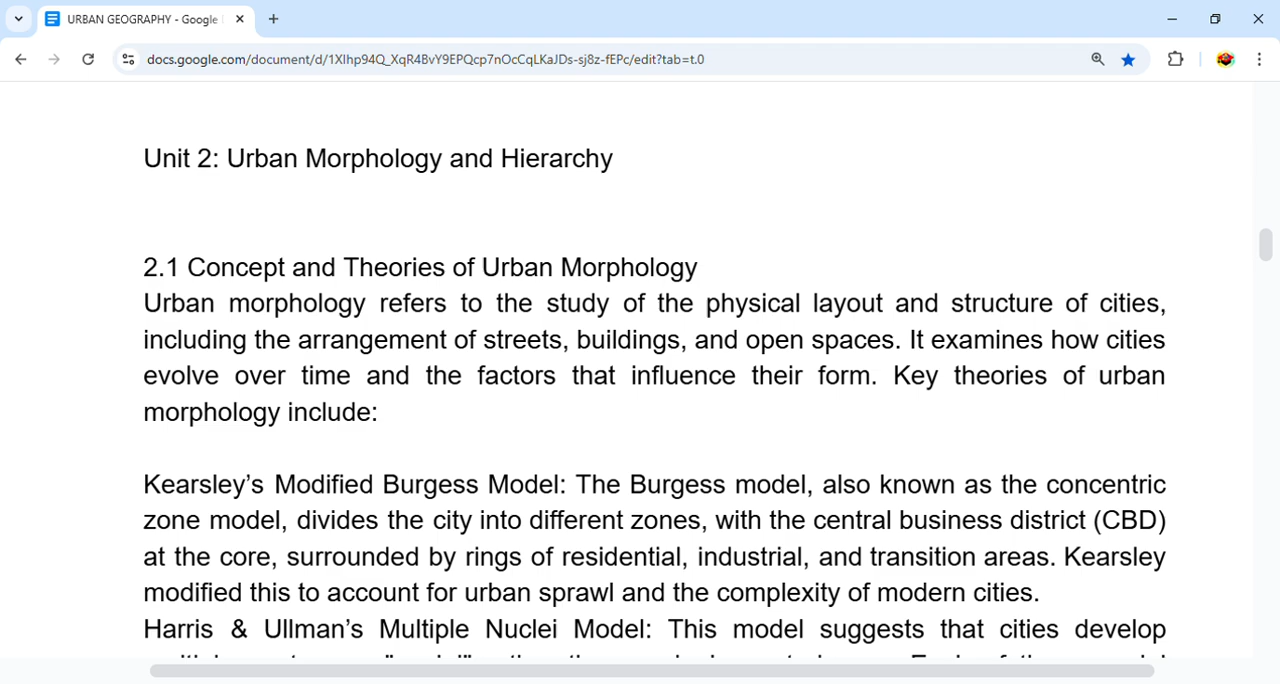 URBAN GEOGRAPHY - Google
docs.google.com/document/d/1XIhp94Q_XqR4BvY9EPQcp7nOcCqLKaJDs-sj8z-fEPc/edit?tab=t.0
Unit 2: Urban Morphology and Hierarchy
2.1 Concept and Theories of Urban Morphology
Urban morphology refers to the study of the physical layout and structure of cities,
including the arrangement of streets, buildings, and open spaces. It examines how cities
evolve over time and the factors that influence their form. Key theories of urban
morphology include:
Kearsley’s Modified Burgess Model: The Burgess model, also known as the concentric
zone model, divides the city into different zones, with the central business district (CBD)
at the core, surrounded by rings of residential, industrial, and transition areas. Kearsley
modified this to account for urban sprawl and the complexity of modern cities.
Harris & Ullman’s Multiple Nuclei Model: This model suggests that cities develop